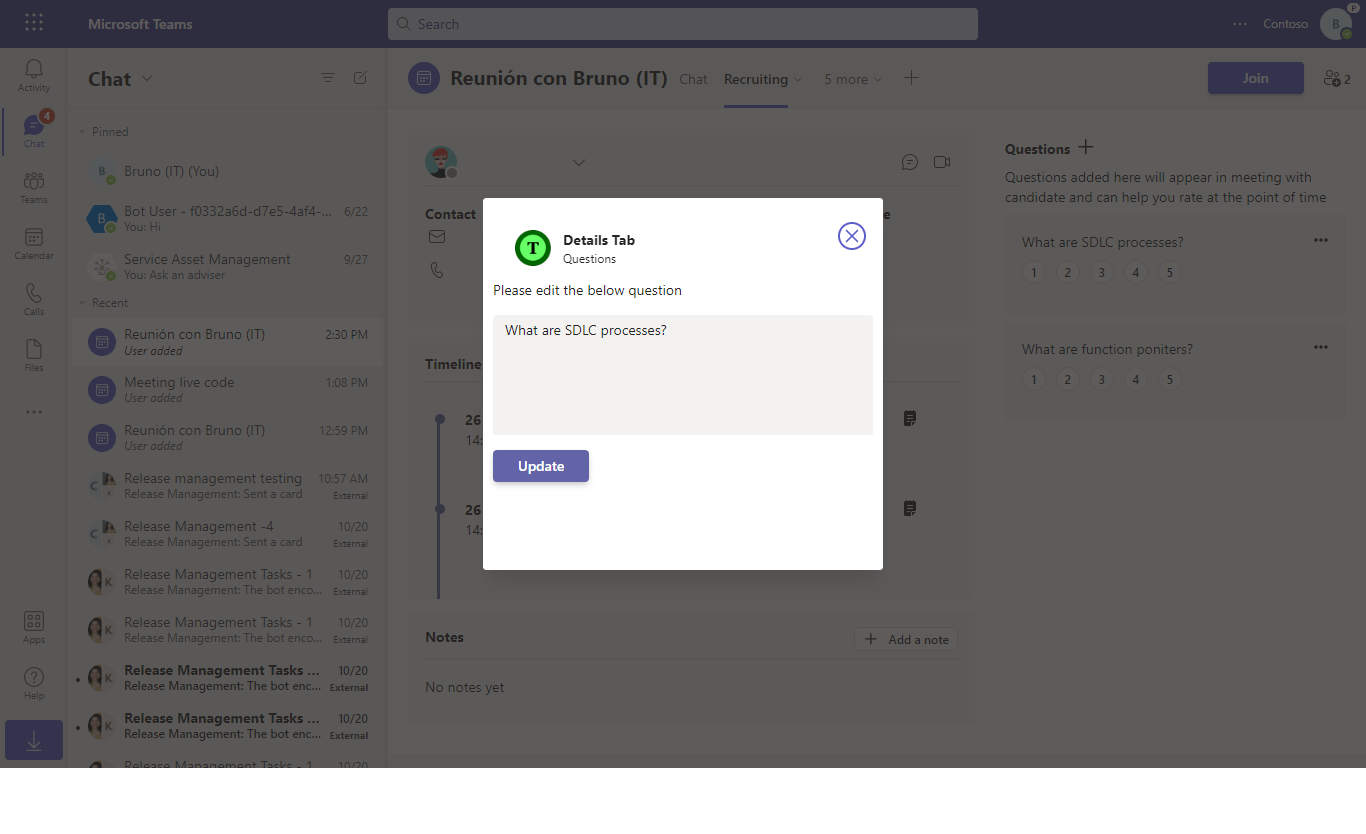 Microsoft Teams
Search
Contoso
B
P
Activity
4
Chat
Teams
Calendar
Calls
Files
Apps
Help
Chat
Pinned
B
Bruno (IT) (You)
B
Bot User - f0332a6d-d7e5-4af4-... 6/22
You: Hi
Service Asset Management 9/27
You: Ask an adviser
Recent
Reunión con Bruno (IT) 2:30 PM
User added
Meeting live code 1:08 PM
User added
Reunión con Bruno (IT) 12:59 PM
User added
C
Release management testing 10:57 AM
Release Management: Sent a card External
C
Release Management -4 10/20
Release Management: Sent a card External
K
Release Management Tasks - 1 10/20
Release Management: The bot enco... External
K
Release Management Tasks - 1 10/20
Release Management: The bot enco... External
K
Release Management Tasks ... 10/20
Release Management: The bot enc... External
K
Release Management Tasks ... 10/20
Release Management: The bot enc... External
Release Management Tasks - 1 10/20
Reunión con Bruno (IT) Chat Recruiting 5 more
Join 2
Contact
e
Timeline
26
14:
26
14:
Notes
Add a note
No notes yet
T
Details Tab
Questions
Please edit the below question
What are SDLC processes?
Update
Questions
Questions added here will appear in meeting with
candidate and can help you rate at the point of time
What are SDLC processes?
1 2 3 4 5
What are function poniters?
1 2 3 4 5